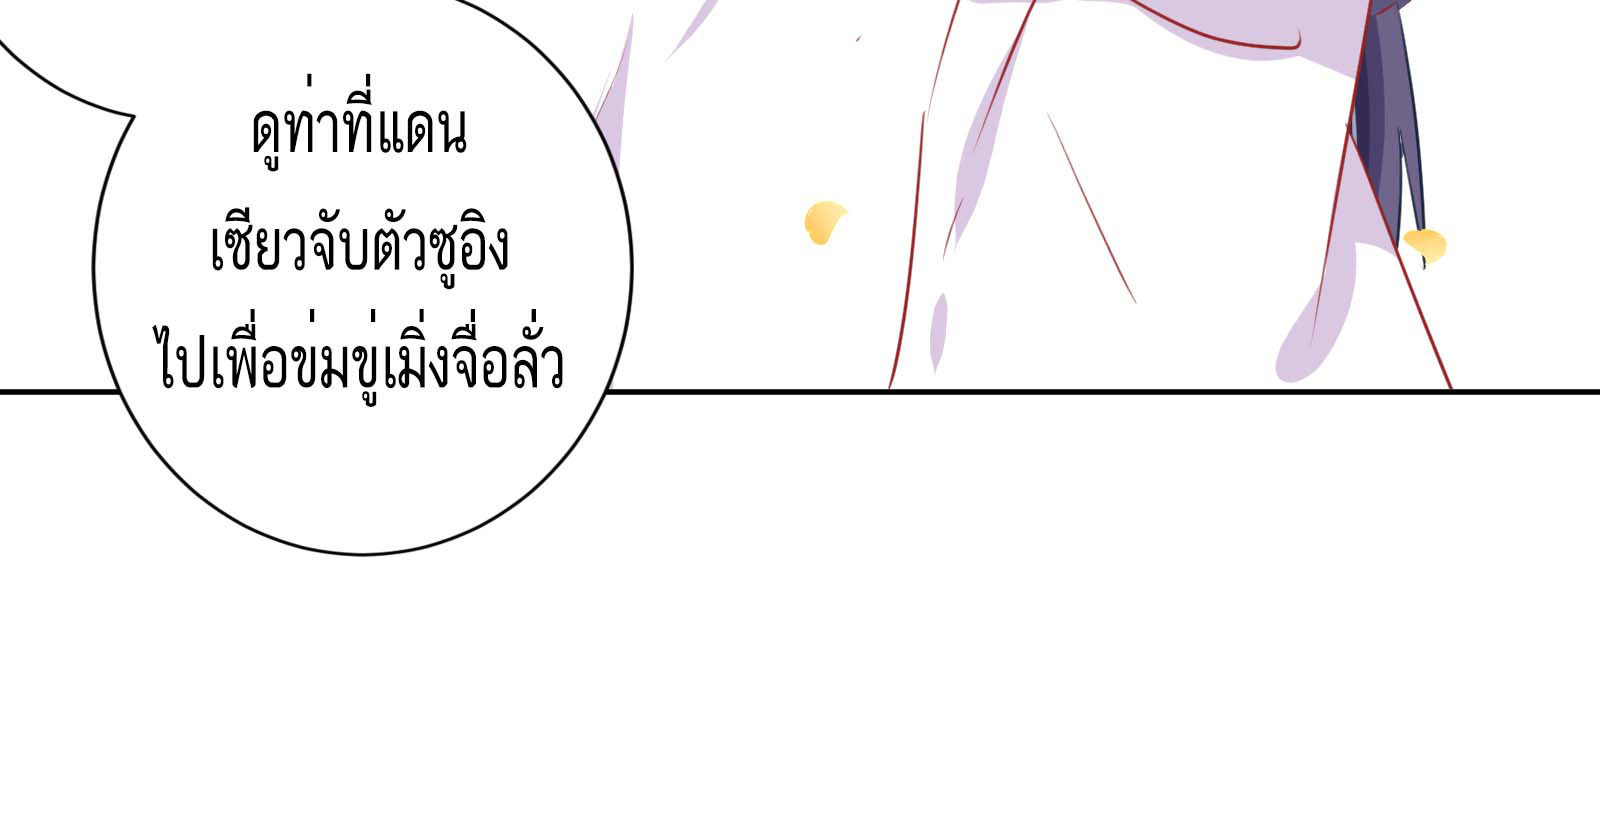 ดูท่าที่แดน
เซียวจับตัวซูอิง
ไปเพื่อข่มขู่เมิ่งจื่อลั่ว